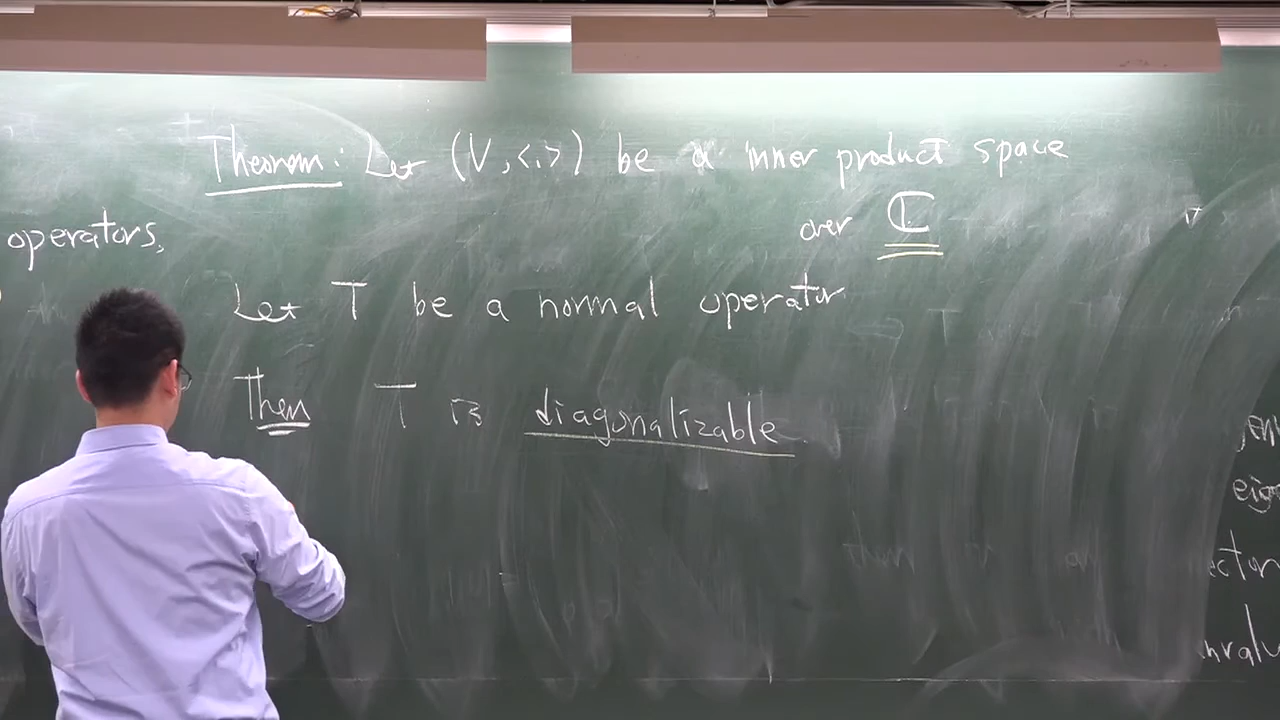 Theorem: Let (V, <,>) be a inner product space
over ℂ
operators,
Let T be a normal operator
Then T is diagonalizable